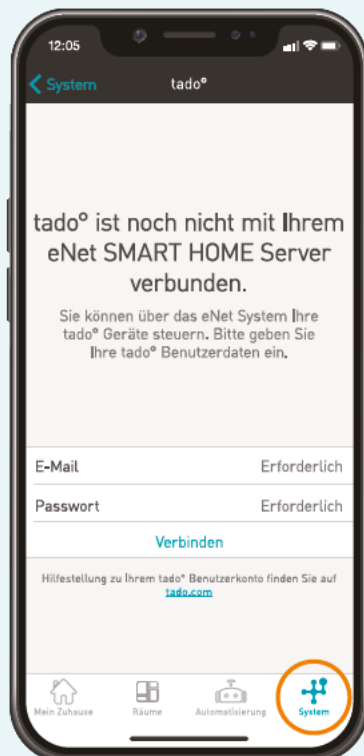 12:05
System
tado°
tado° ist noch nicht mit Ihrem
eNet SMART HOME Server
verbunden.
Sie können über das eNet System Ihre
tado° Geräte steuern. Bitte geben Sie
Ihre tado° Benutzerdaten ein.
E-Mail Erforderlich
Passwort Erforderlich
Verbinden
Hilfestellung zu Ihrem tado° Benutzerkonto finden Sie auf
tado.com
Mein Zuhause Räume Automatisierung System